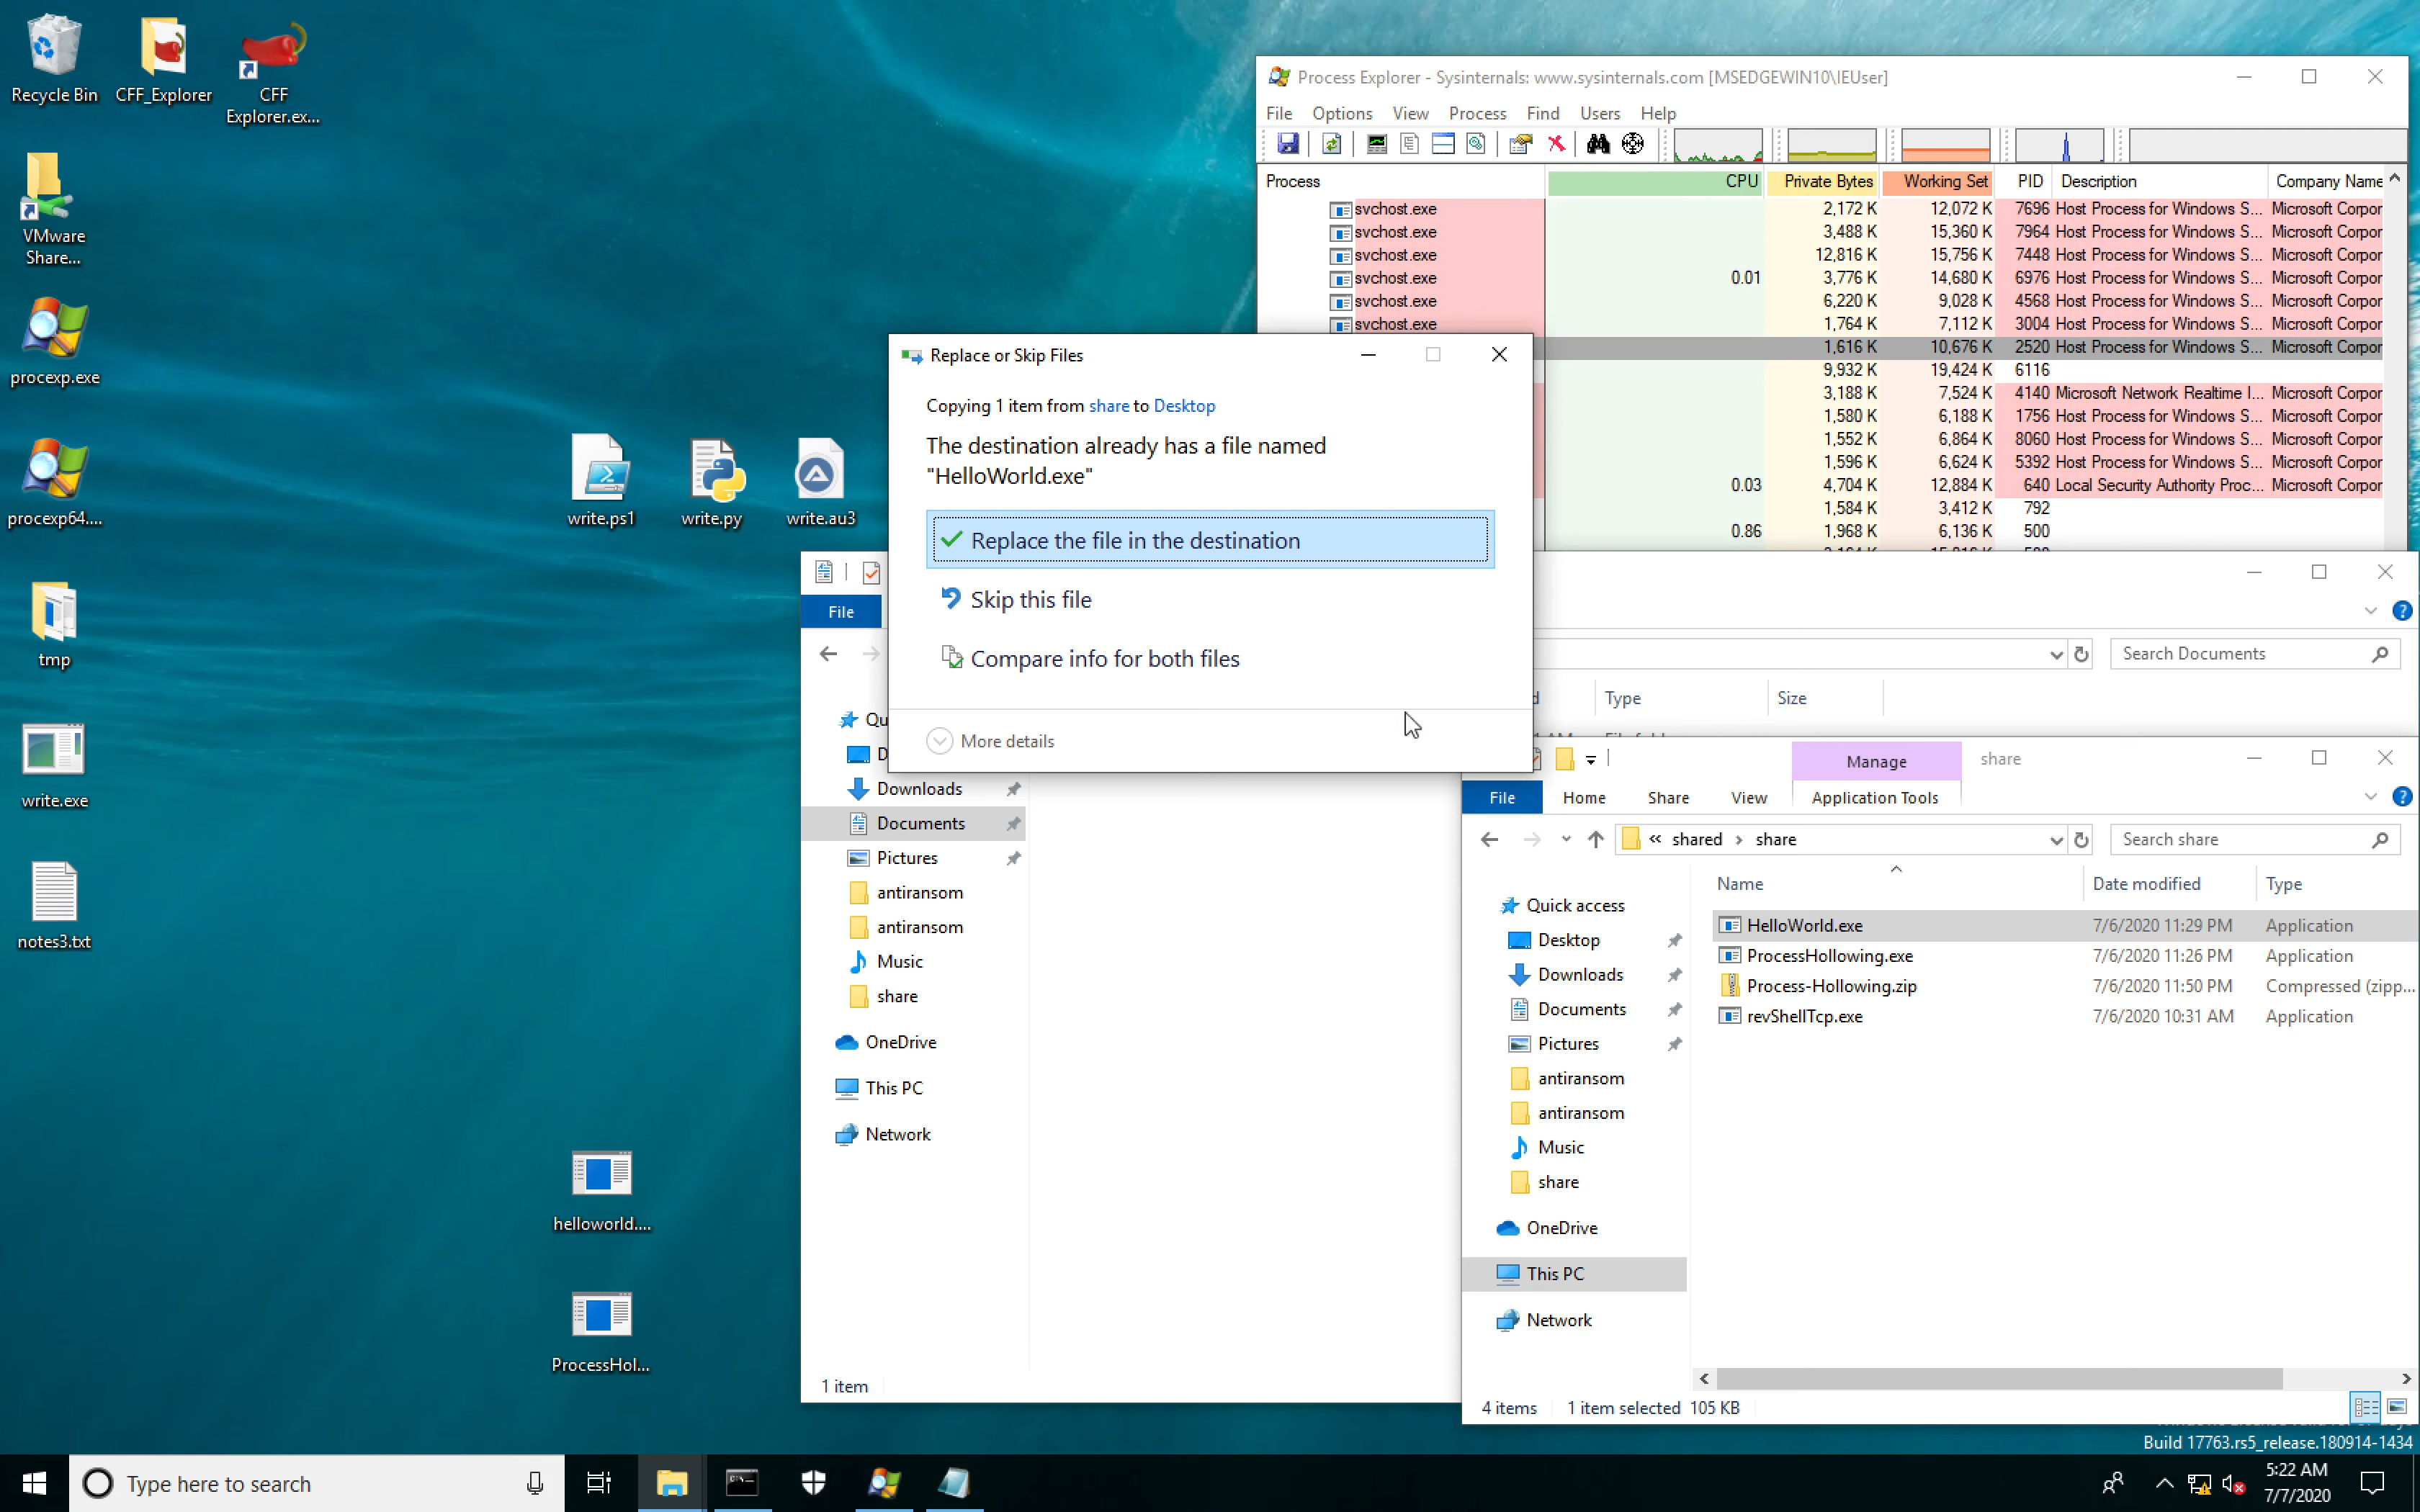 Recycle Bin
CFF_Explorer
CFF
Explorer.ex...
VMware
Share...
procexp.exe
procexp64....
tmp
write.exe
notes3.txt
write.ps1
write.py
write.au3
helloworld....
ProcessHol...
Process Explorer - Sysinternals: www.sysinternals.com [MSEDGEWIN10\IEUser]
File Options View Process Find Users Help
Process CPU Private Bytes Working Set PID Description Company Name
svchost.exe 2,172 K 12,072 K 7696 Host Process for Windows S... Microsoft Corpor
svchost.exe 3,488 K 15,360 K 7964 Host Process for Windows S... Microsoft Corpor
svchost.exe 12,816 K 15,756 K 7448 Host Process for Windows S... Microsoft Corpor
svchost.exe 0.01 3,776 K 14,680 K 6976 Host Process for Windows S... Microsoft Corpor
svchost.exe 6,220 K 9,028 K 4568 Host Process for Windows S... Microsoft Corpor
svchost.exe 1,764 K 7,112 K 3004 Host Process for Windows S... Microsoft Corpor
1,616 K 10,676 K 2520 Host Process for Windows S... Microsoft Corpor
9,932 K 19,424 K 6116
3,188 K 7,524 K 4140 Microsoft Network Realtime I... Microsoft Corpor
1,580 K 6,188 K 1756 Host Process for Windows S... Microsoft Corpor
1,552 K 6,864 K 8060 Host Process for Windows S... Microsoft Corpor
1,596 K 6,624 K 5392 Host Process for Windows S... Microsoft Corpor
0.03 4,704 K 12,884 K 640 Local Security Authority Proc... Microsoft Corpor
1,584 K 3,412 K 792
0.86 1,968 K 6,136 K 500
Replace or Skip Files
Copying 1 item from share to Desktop
The destination already has a file named
"HelloWorld.exe"
Replace the file in the destination
Skip this file
Compare info for both files
More details
File
Search Documents
Type Size
Qu
D
Downloads
Documents
Pictures
antiransom
antiransom
Music
share
OneDrive
This PC
Network
1 item
Manage share
File Home Share View Application Tools
« shared › share
Search share
Name Date modified Type
HelloWorld.exe 7/6/2020 11:29 PM Application
ProcessHollowing.exe 7/6/2020 11:26 PM Application
Process-Hollowing.zip 7/6/2020 11:50 PM Compressed (zipp...
revShellTcp.exe 7/6/2020 10:31 AM Application
Quick access
Desktop
Downloads
Documents
Pictures
antiransom
antiransom
Music
share
OneDrive
This PC
Network
4 items 1 item selected 105 KB
Build 17763.rs5_release.180914-1434
Type here to search
5:22 AM
7/7/2020